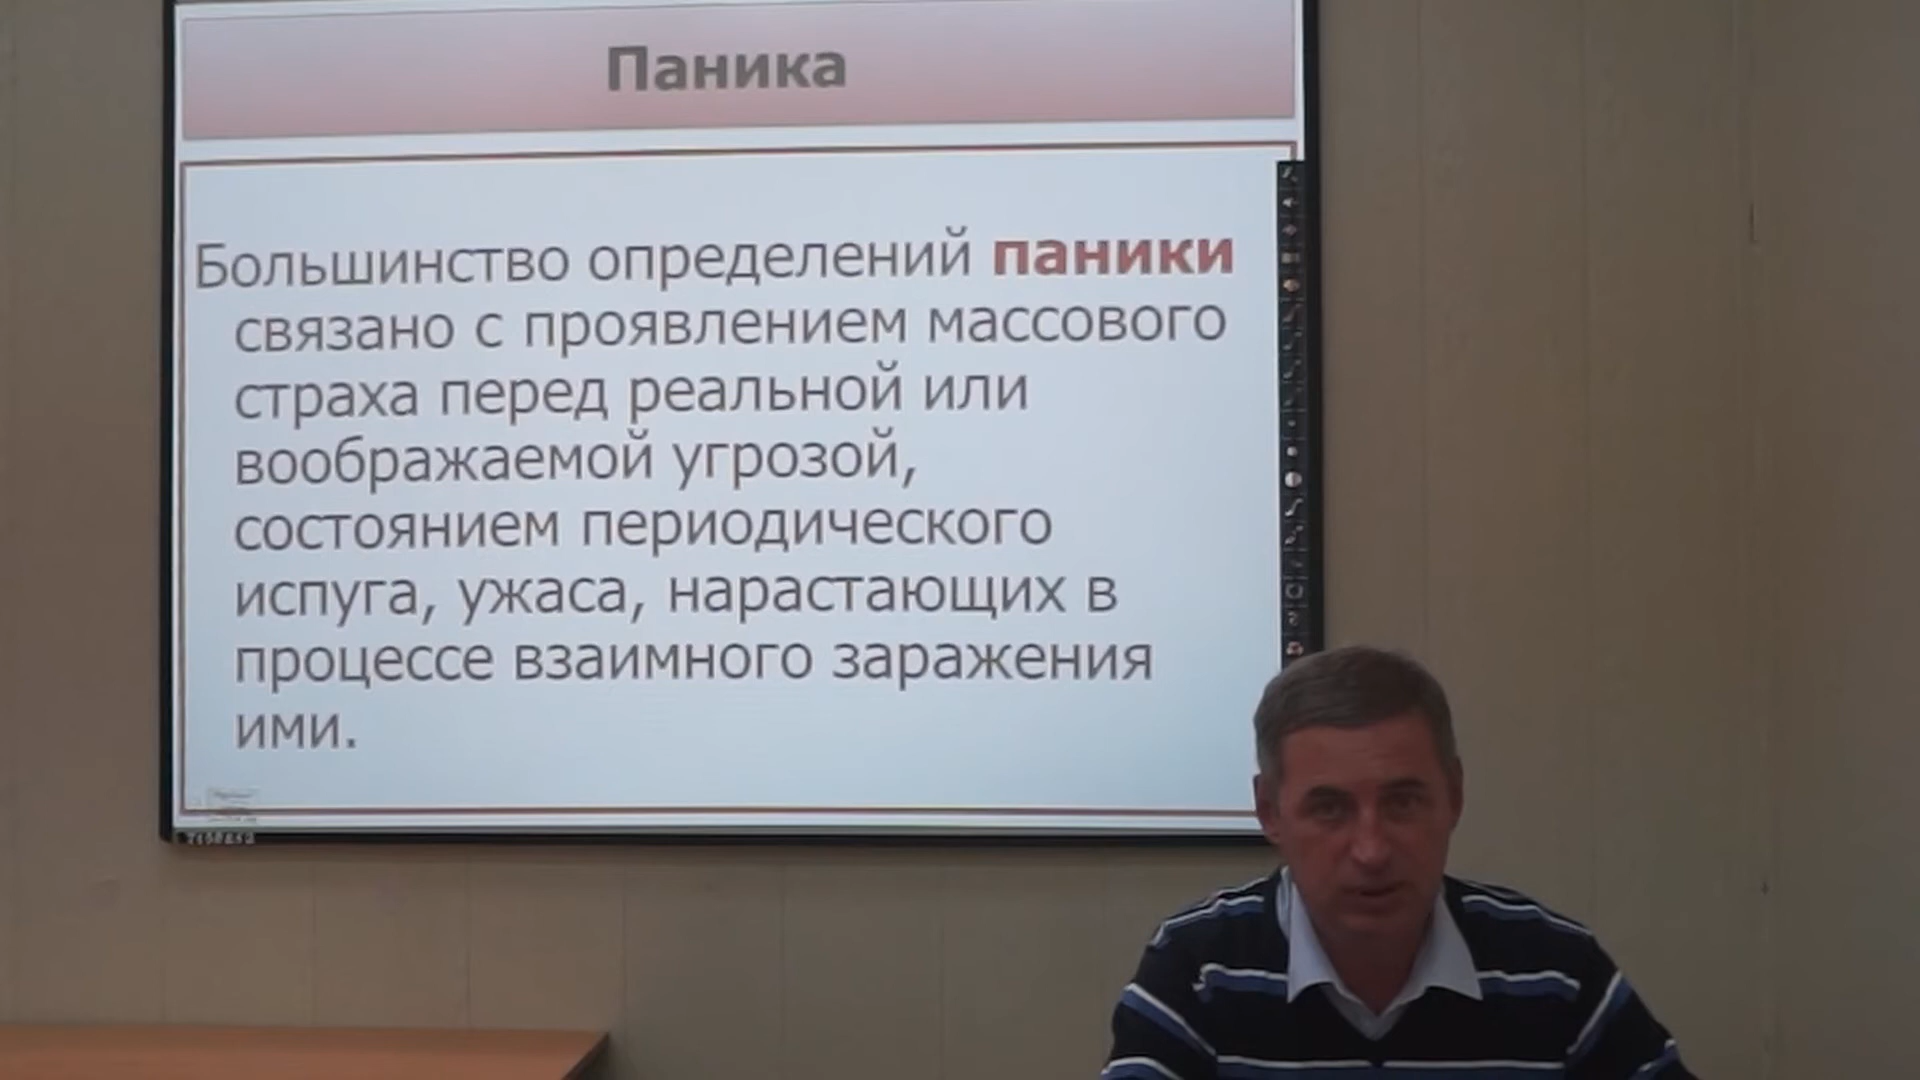 Паника
Большинство определений паники
связано с проявлением массового
страха перед реальной или
воображаемой угрозой,
состоянием периодического
испуга, ужаса, нарастающих в
процессе взаимного заражения
ими.